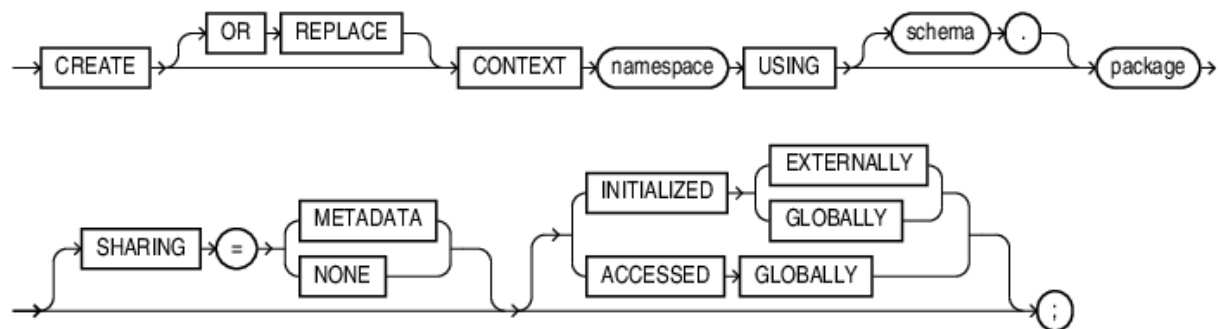 OR REPLACE schema .
CREATE CONTEXT namespace USING package
EXTERNALLY
METADATA INITIALIZED GLOBALLY
SHARING =
NONE ACCESSED GLOBALLY
;